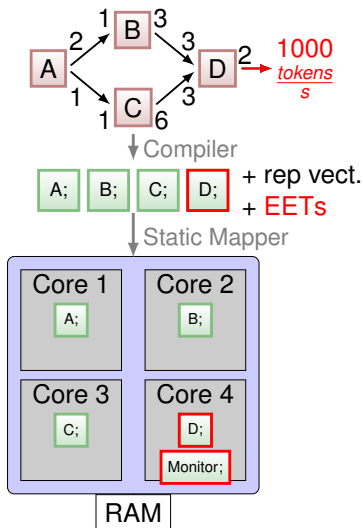 1 B 3
2 3
A D 2 1000 tokens/s
1 3
1 C 6
Compiler
A; B; C; D; + rep vect.
+ EETs
Static Mapper
Core 1 Core 2
A; B;
Core 3 Core 4
C; D;
Monitor;
RAM